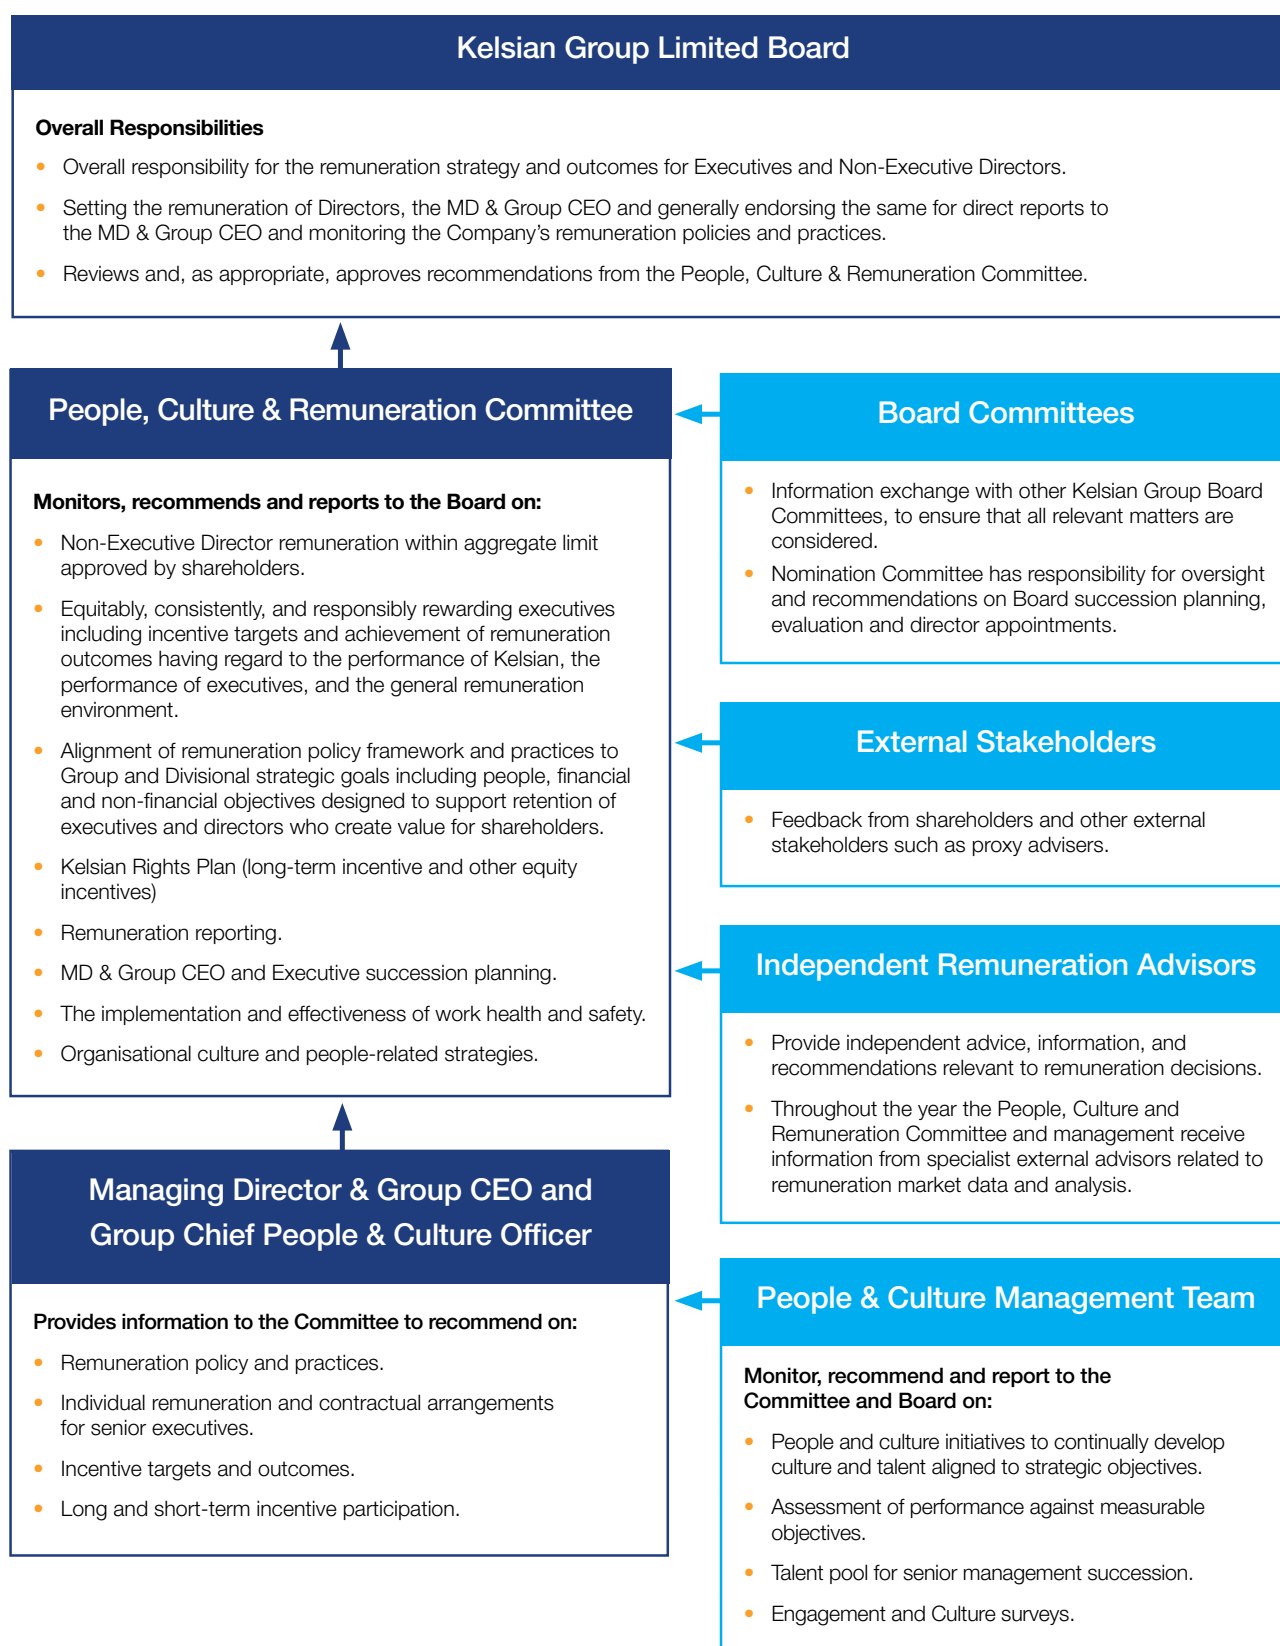 Kelsian Group Limited Board
Overall Responsibilities
• Overall responsibility for the remuneration strategy and outcomes for Executives and Non-Executive Directors.
• Setting the remuneration of Directors, the MD & Group CEO and generally endorsing the same for direct reports to
the MD & Group CEO and monitoring the Company's remuneration policies and practices.
• Reviews and, as appropriate, approves recommendations from the People, Culture & Remuneration Committee.
People, Culture & Remuneration Committee
Monitors, recommends and reports to the Board on:
• Non-Executive Director remuneration within aggregate limit
approved by shareholders.
• Equitably, consistently, and responsibly rewarding executives
including incentive targets and achievement of remuneration
outcomes having regard to the performance of Kelsian, the
performance of executives, and the general remuneration
environment.
• Alignment of remuneration policy framework and practices to
Group and Divisional strategic goals including people, financial
and non-financial objectives designed to support retention of
executives and directors who create value for shareholders.
• Kelsian Rights Plan (long-term incentive and other equity
incentives)
• Remuneration reporting.
• MD & Group CEO and Executive succession planning.
• The implementation and effectiveness of work health and safety.
• Organisational culture and people-related strategies.
Managing Director & Group CEO and
Group Chief People & Culture Officer
Provides information to the Committee to recommend on:
• Remuneration policy and practices.
• Individual remuneration and contractual arrangements
for senior executives.
• Incentive targets and outcomes.
• Long and short-term incentive participation.
Board Committees
• Information exchange with other Kelsian Group Board
Committees, to ensure that all relevant matters are
considered.
• Nomination Committee has responsibility for oversight
and recommendations on Board succession planning,
evaluation and director appointments.
External Stakeholders
• Feedback from shareholders and other external
stakeholders such as proxy advisers.
Independent Remuneration Advisors
• Provide independent advice, information, and
recommendations relevant to remuneration decisions.
• Throughout the year the People, Culture and
Remuneration Committee and management receive
information from specialist external advisors related to
remuneration market data and analysis.
People & Culture Management Team
Monitor, recommend and report to the
Committee and Board on:
• People and culture initiatives to continually develop
culture and talent aligned to strategic objectives.
• Assessment of performance against measurable
objectives.
• Talent pool for senior management succession.
• Engagement and Culture surveys.